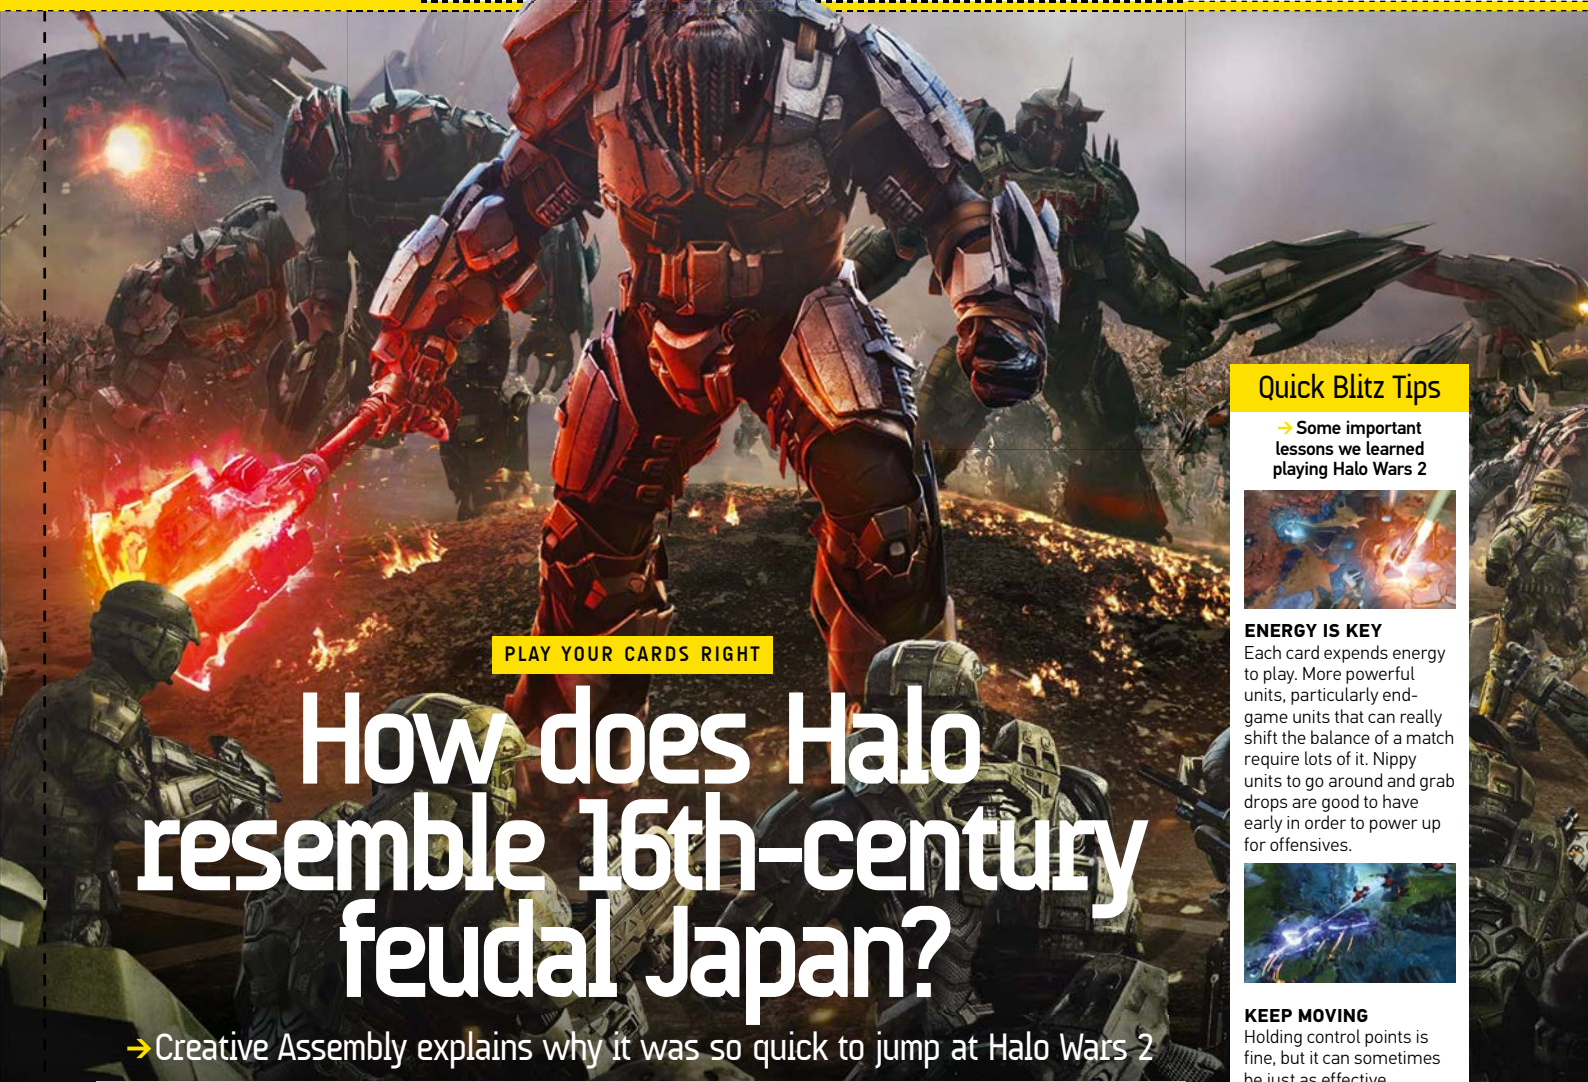 PLAY YOUR CARDS RIGHT
How does Halo
resemble 16th-century
feudal Japan?
→Creative Assembly explains why it was so quick to jump at Halo Wars 2
Quick Blitz Tips
→Some important
lessons we learned
playing Halo Wars 2
ENERGY IS KEY
Each card expends energy
to play. More powerful
units, particularly end-
game units that can really
shift the balance of a match
require lots of it. Nippy
units to go around and grab
drops are good to have
early in order to power up
for offensives.
KEEP MOVING
Holding control points is
fine, but it can sometimes
be just as effective